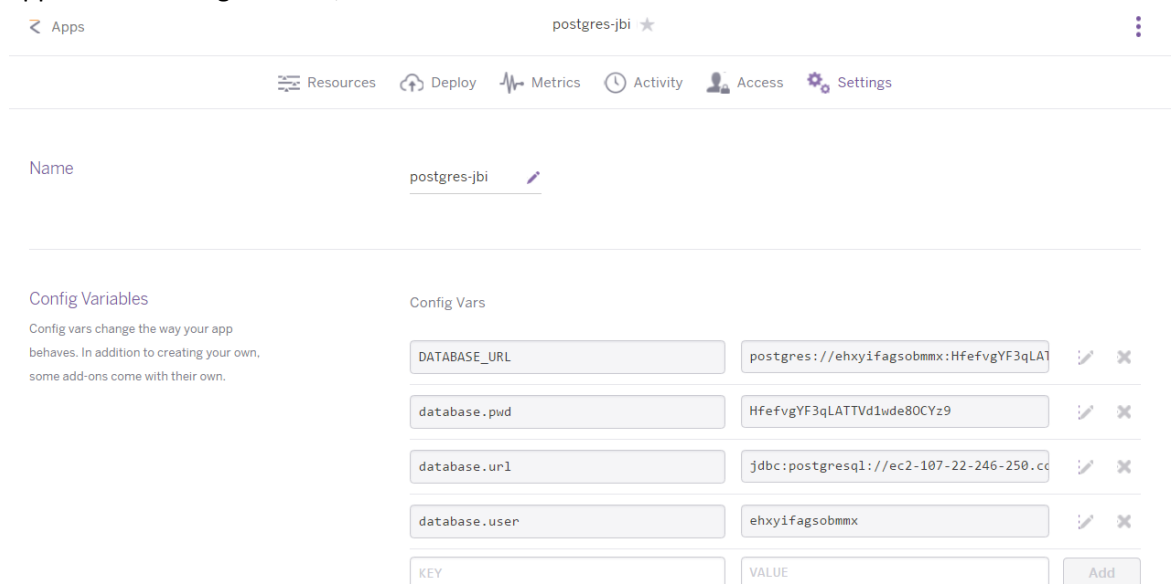 Apps
postgres-jbi
Resources Deploy Metrics Activity Access Settings
Name
postgres-jbi
Config Variables
Config vars change the way your app
behaves. In addition to creating your own,
some add-ons come with their own.
Config Vars
DATABASE_URL postgres://ehxyifagsobmmx:HfefvgYF3qLAT
database.pwd HfefvgYF3qLATTVd1wde8OCYz9
database.url jdbc:postgresql://ec2-107-22-246-250.co
database.user ehxyifagsobmmx
KEY VALUE Add